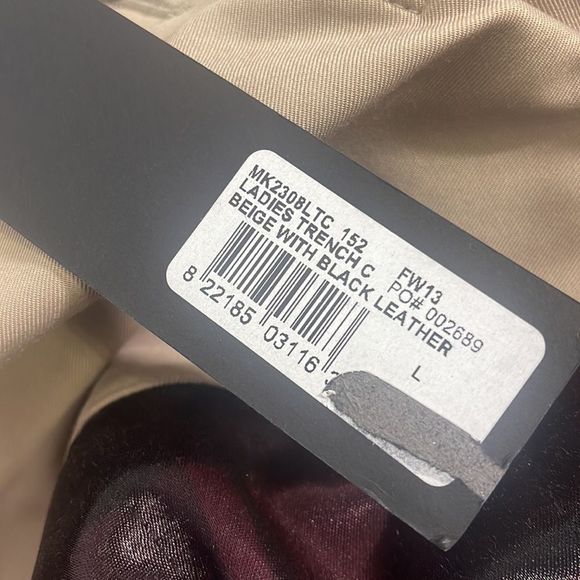 MK2308LTC 152 FW13
LADIES TRENCH C PO# 002689
BEIGE WITH BLACK LEATHER
L
8 22185 03116